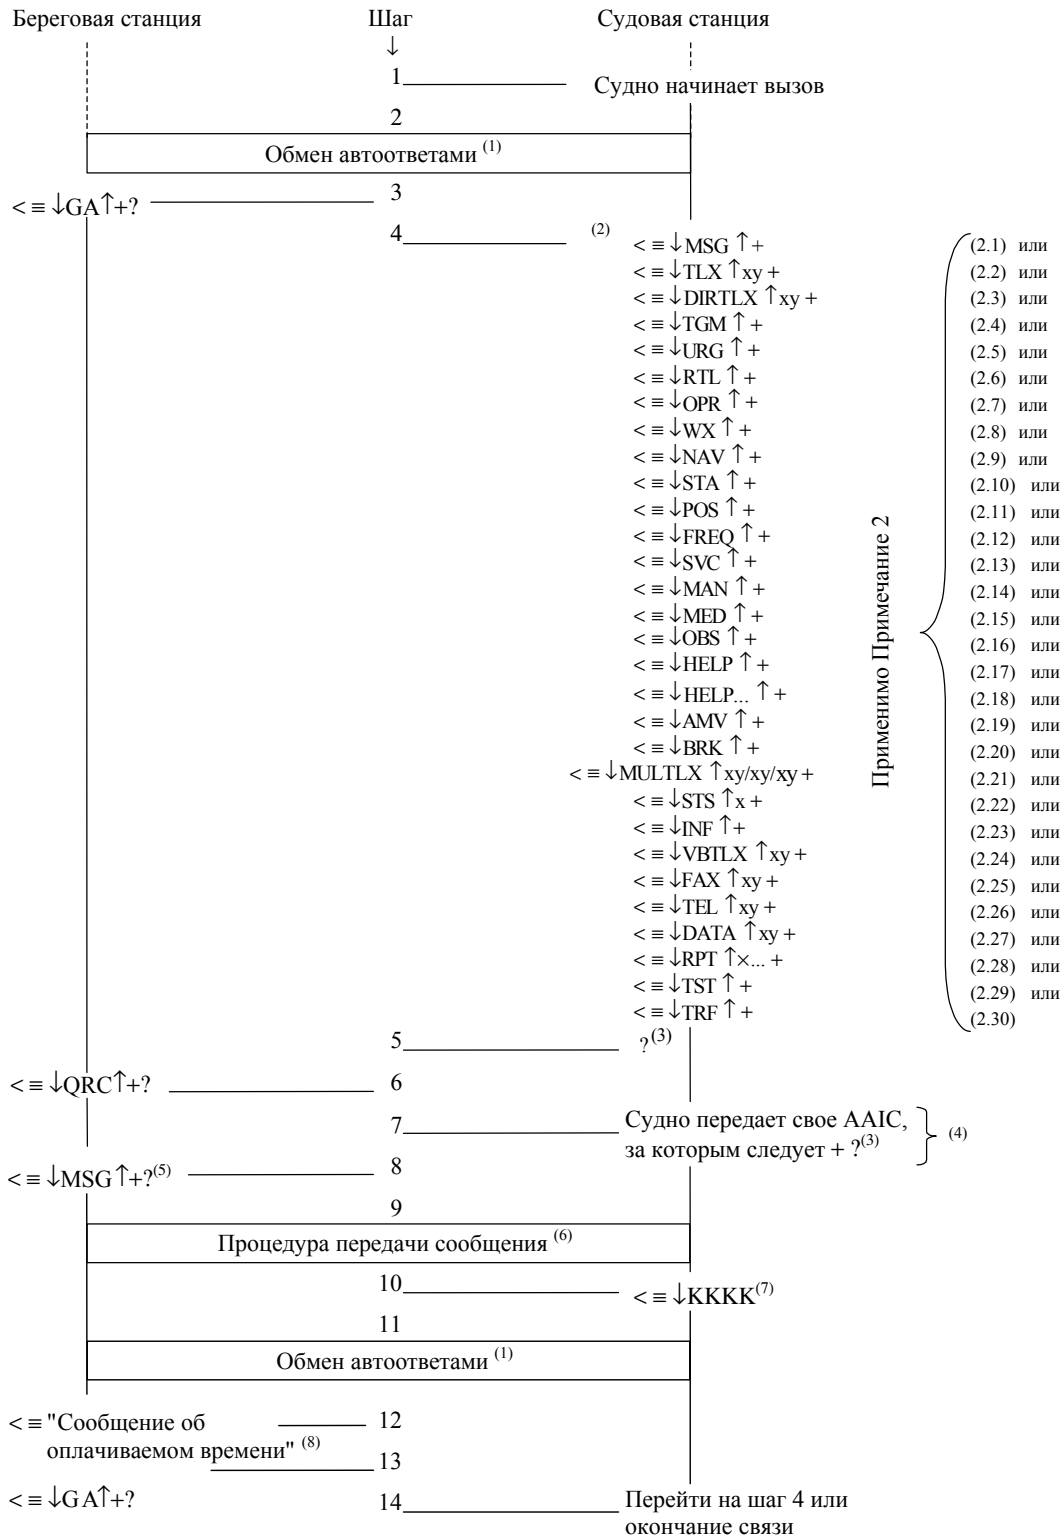 Береговая станция Шаг Судовая станция
↓
1 Судно начинает вызов
2
Обмен автоответами (1)
3
< ≡ ↓GA↑+?
4 (2)
< ≡ ↓MSG ↑ + (2.1) или
< ≡ ↓TLX ↑xy + (2.2) или
< ≡ ↓DIRTLX ↑xy + (2.3) или
< ≡ ↓TGM ↑ + (2.4) или
< ≡ ↓URG ↑ + (2.5) или
< ≡ ↓RTL ↑ + (2.6) или
< ≡ ↓OPR ↑ + (2.7) или
< ≡ ↓WX ↑ + (2.8) или
< ≡ ↓NAV ↑ + (2.9) или
< ≡ ↓STA ↑ + (2.10) или
< ≡ ↓POS ↑ + (2.11) или
< ≡ ↓FREQ ↑ + (2.12) или
< ≡ ↓SVC ↑ + (2.13) или
< ≡ ↓MAN ↑ + (2.14) или
< ≡ ↓MED ↑ + (2.15) или
< ≡ ↓OBS ↑ + (2.16) или
< ≡ ↓HELP ↑ + (2.17) или
< ≡ ↓HELP... ↑ + (2.18) или
< ≡ ↓AMV ↑ + (2.19) или
< ≡ ↓BRK ↑ + (2.20) или
< ≡ ↓MULTLX ↑xy/xy/xy + (2.21) или
< ≡ ↓STS ↑x + (2.22) или
< ≡ ↓INF ↑ + (2.23) или
< ≡ ↓VBTLX ↑xy + (2.24) или
< ≡ ↓FAX ↑xy + (2.25) или
< ≡ ↓TEL ↑xy + (2.26) или
< ≡ ↓DATA ↑xy + (2.27) или
< ≡ ↓RPT ↑×... + (2.28) или
< ≡ ↓TST ↑ + (2.29) или
< ≡ ↓TRF ↑ + (2.30)
Применимо Примечание 2
5 ?(3)
< ≡ ↓QRC↑+? 6
7 Судно передает свое AAIC,
за которым следует + ?(3) (4)
< ≡ ↓MSG↑+?(5) 8
9
Процедура передачи сообщения (6)
10 < ≡ ↓KKKK(7)
11
Обмен автоответами (1)
< ≡ "Сообщение об 12
оплачиваемом времени" (8)
13
< ≡ ↓GA↑+? 14 Перейти на шаг 4 или
окончание связи